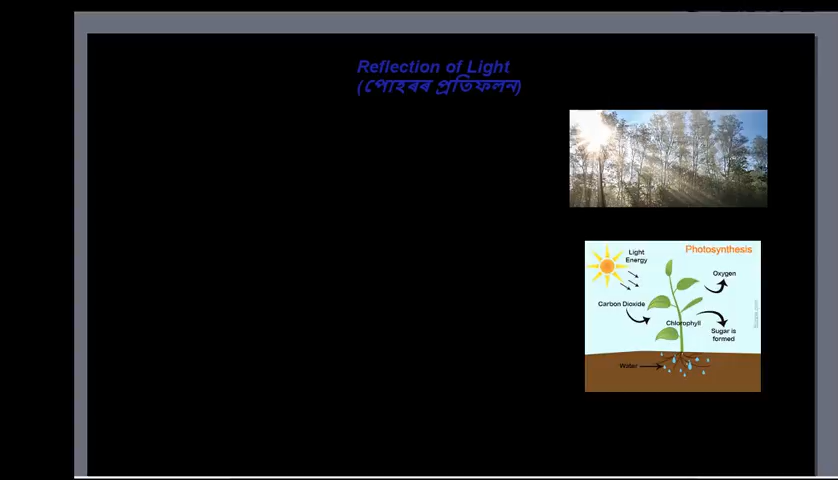 Reflection of Light
(পোহৰৰ প্ৰতিফলন)
Photosynthesis
Light
Energy
Oxygen
Carbon Dioxide
Chlorophyll
Sugar is
formed
Water